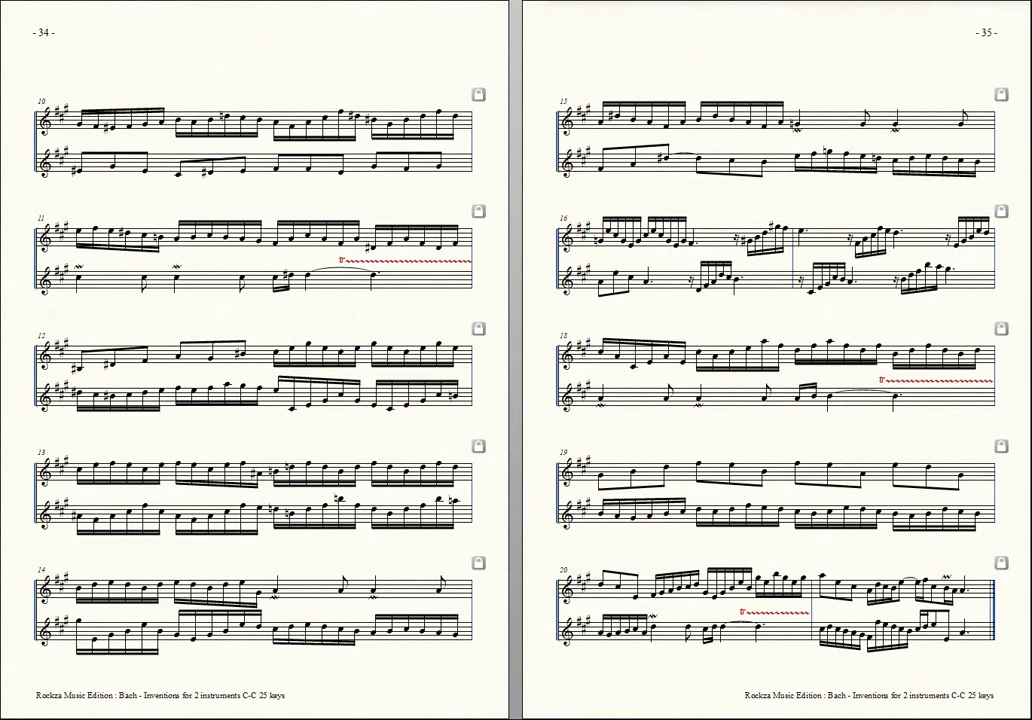 - 34 -
10
11
tr
12
13
14
Rockza Music Edition : Bach - Inventions for 2 instruments C-C 25 keys
- 35 -
15
16
18
tr
19
20
tr
Rockza Music Edition : Bach - Inventions for 2 instruments C-C 25 keys